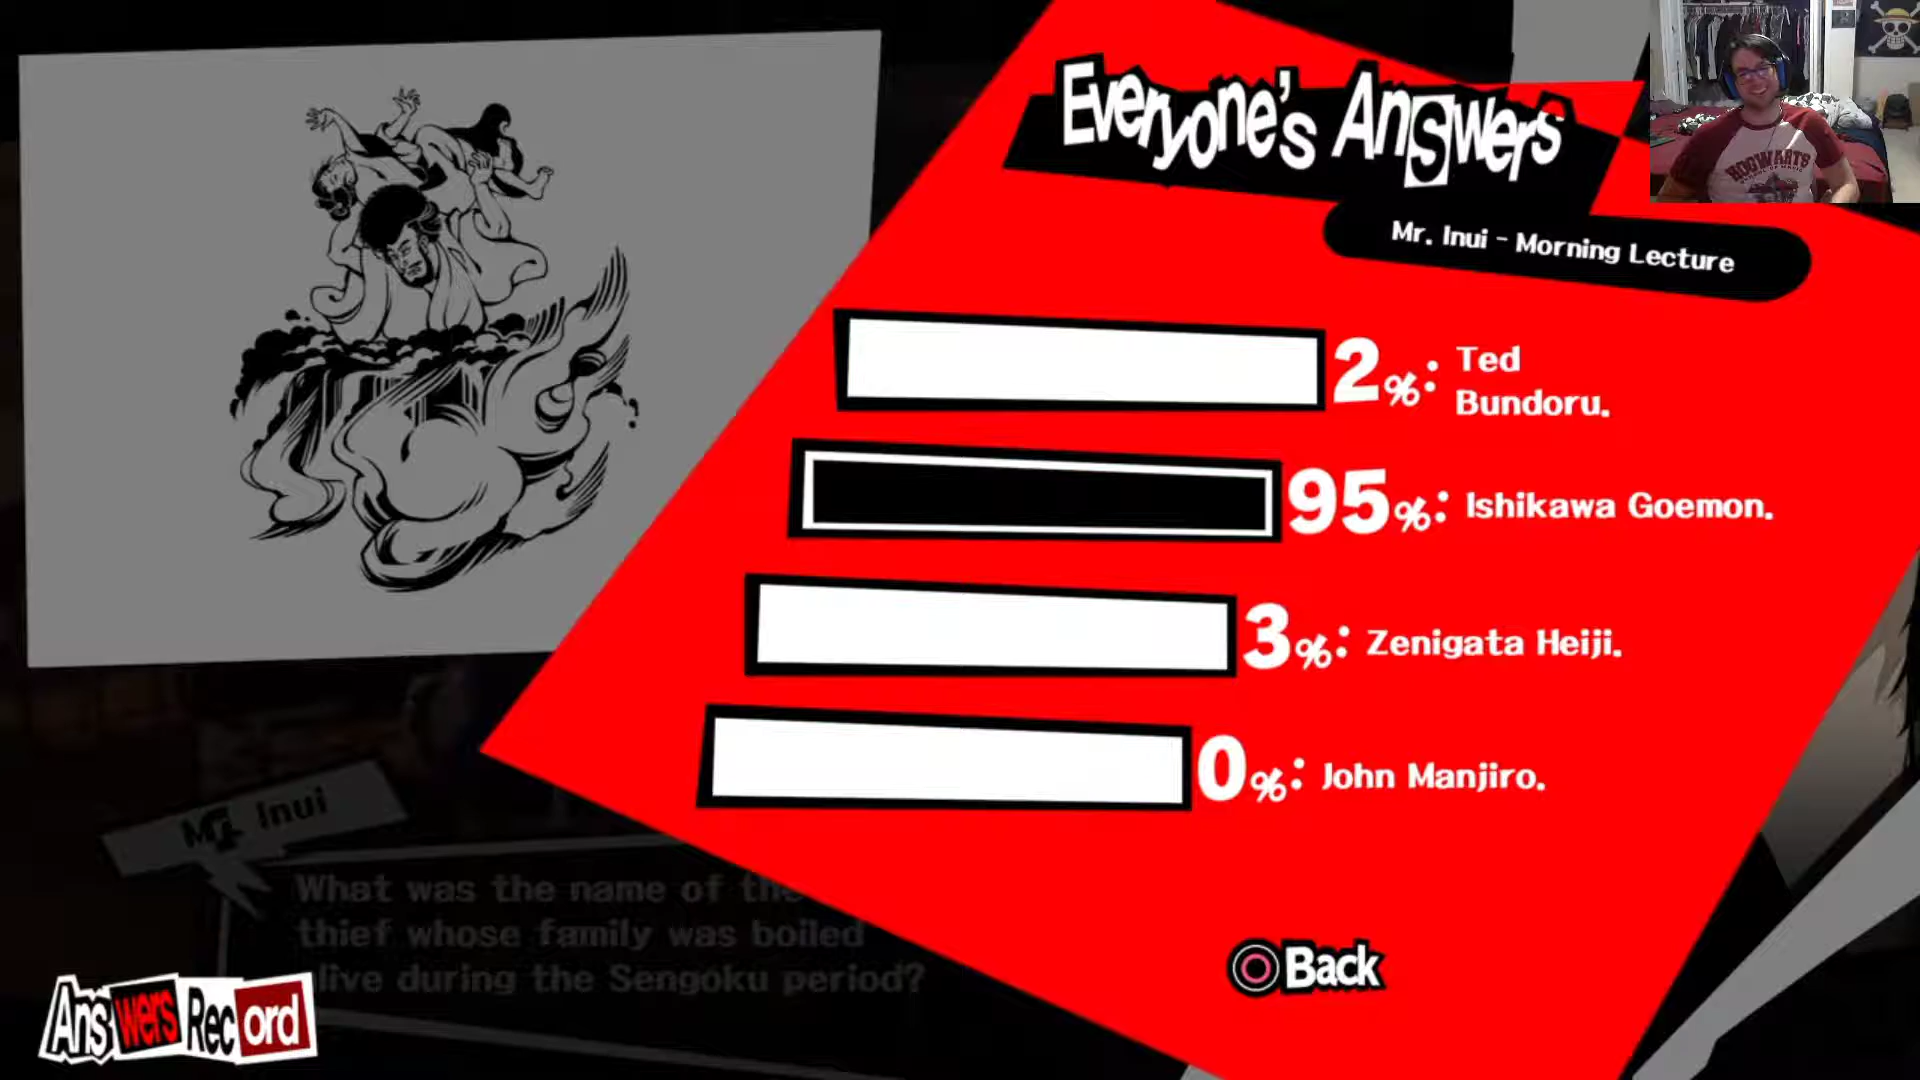 Everyone's Answers
Mr. Inui - Morning Lecture
2%: Ted
Bundoru.
95%: Ishikawa Goemon.
3%: Zenigata Heiji.
0%: John Manjiro.
Mr. Inui
What was the name of the
thief whose family was boiled
alive during the Sengoku period?
Back
Answers Record
HOGWARTS